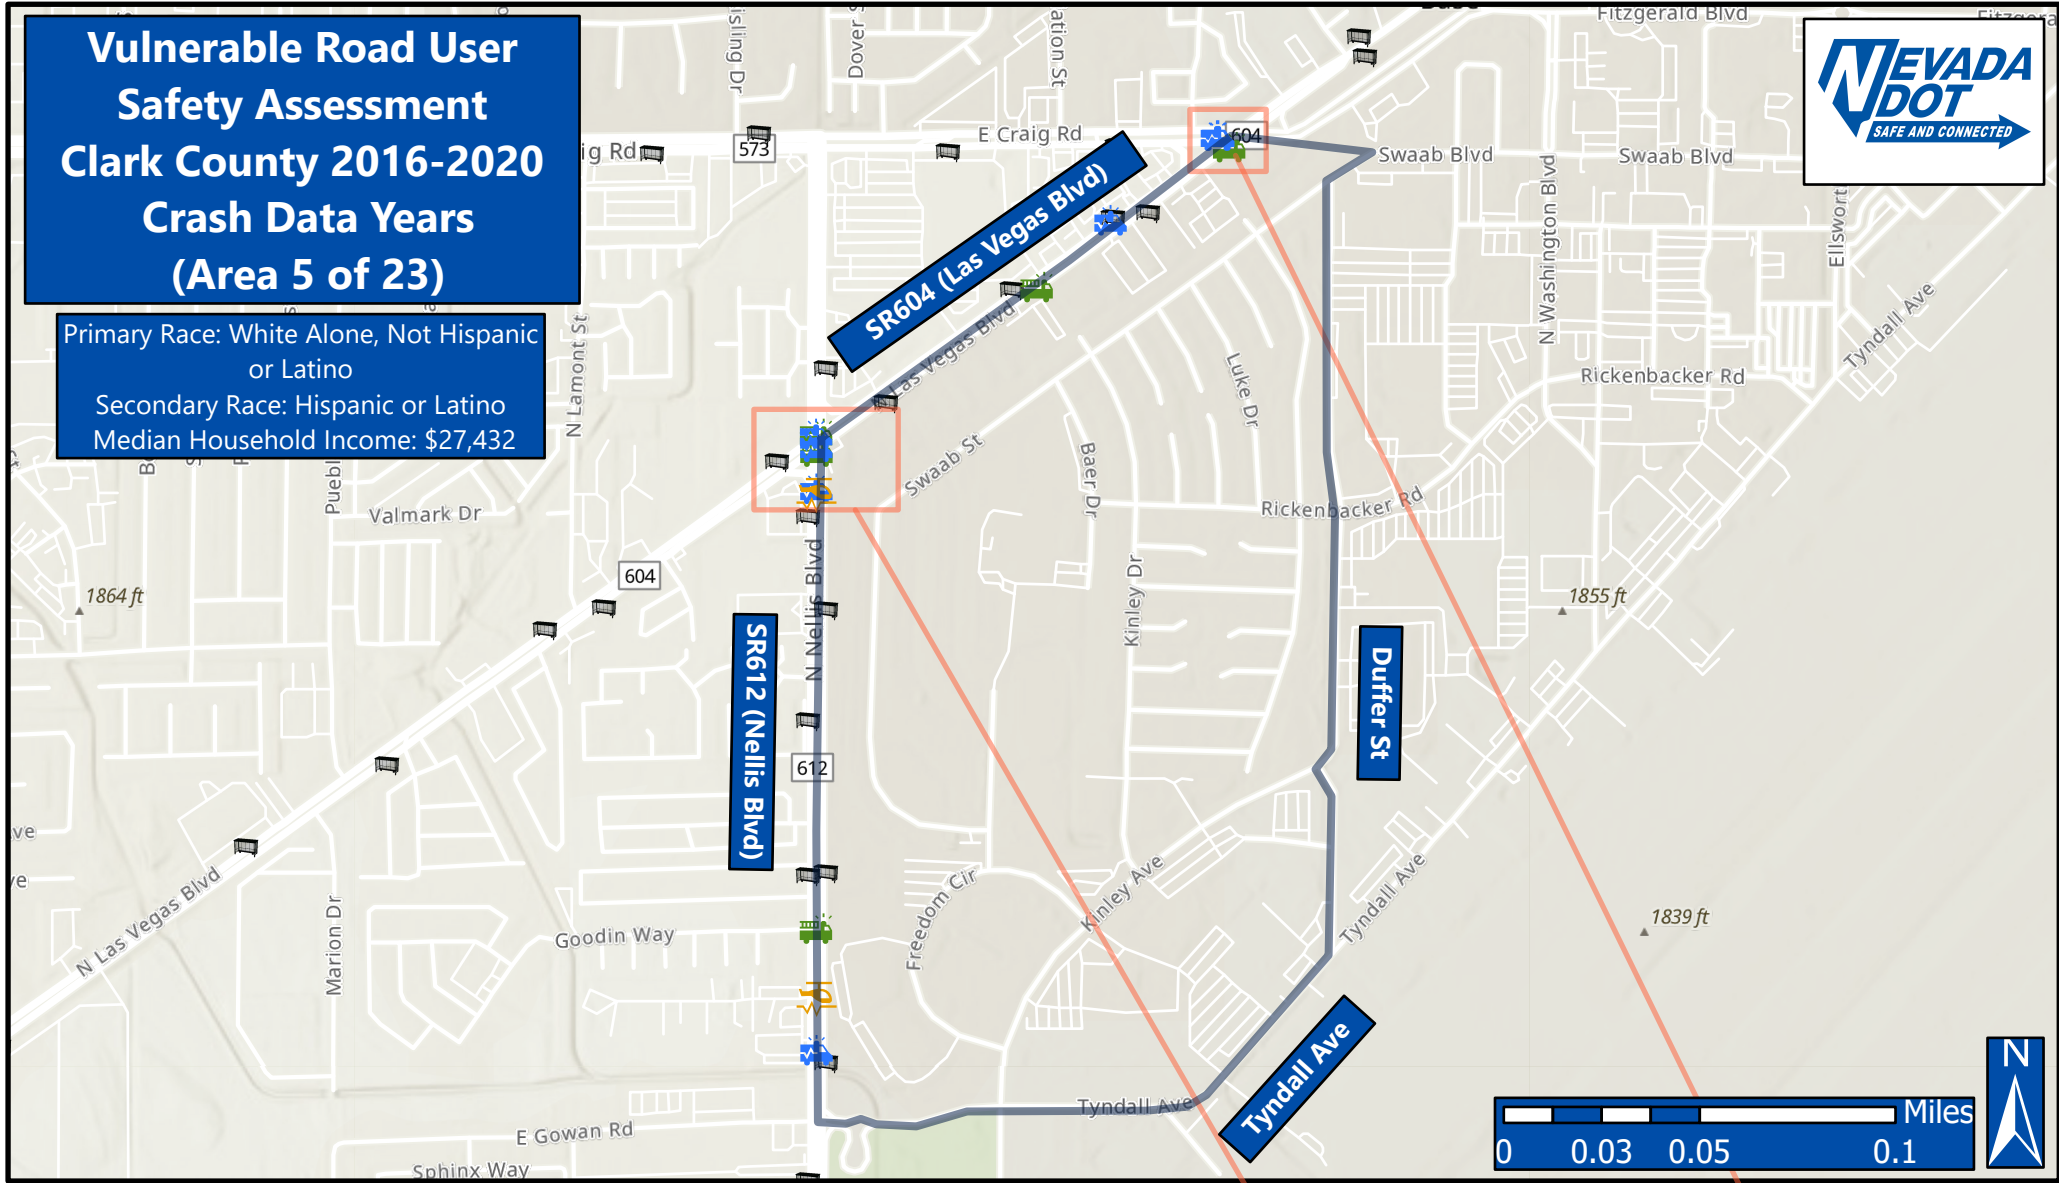 Vulnerable Road User
Safety Assessment
Clark County 2016-2020
Crash Data Years
(Area 5 of 23)
Primary Race: White Alone, Not Hispanic
or Latino
Secondary Race: Hispanic or Latino
Median Household Income: $27,432
NEVADA
DOT
SAFE AND CONNECTED
Fitzgerald Blvd
E Craig Rd
573
604
Swaab Blvd
Swaab Blvd
N Washington Blvd
Tyndall Ave
SR604 (Las Vegas Blvd)
Las Vegas Blvd
N Lamont St
Luke Dr
Rickenbacker Rd
Swaab St
Baer Dr
Rickenbacker Rd
Valmark Dr
N Nellis Blvd
604
Kinley Dr
1864 ft
1855 ft
SR612 (Nellis Blvd)
Duffer St
612
N Las Vegas Blvd
Marion Dr
Goodin Way
Freedom Cir
Kinley Ave
Tyndall Ave
1839 ft
Tyndall Ave
Tyndall Ave
E Gowan Rd
Sphinx Way
N
Miles
0 0.03 0.05 0.1